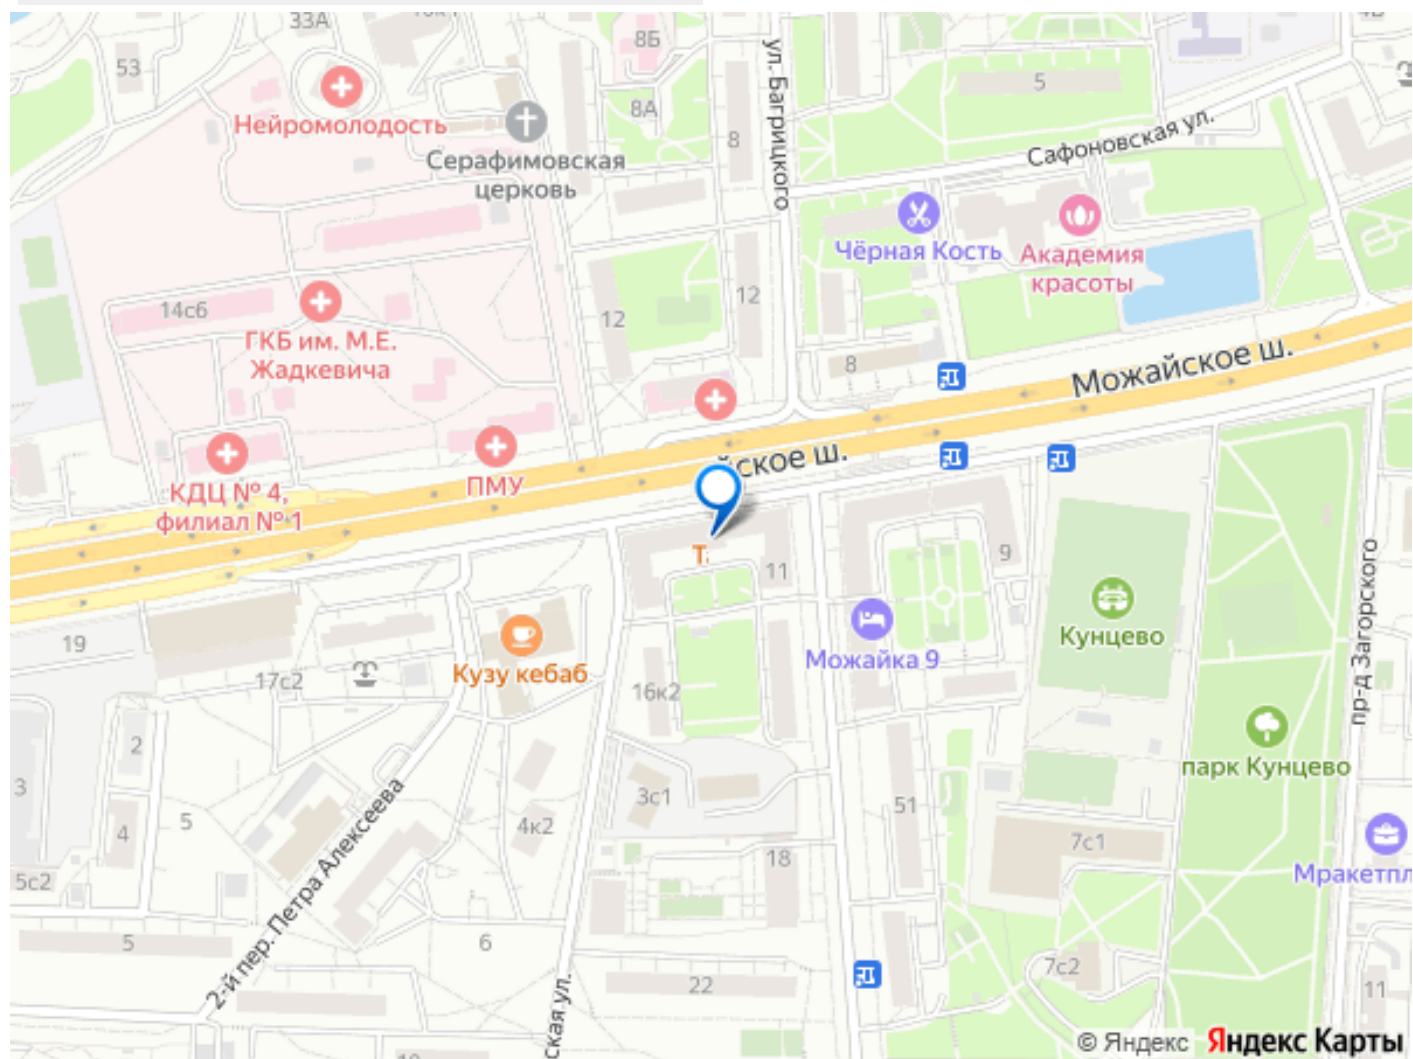 33А
53
8Б
ул. Багрицкого
5
8А
Нейромолодость
8
Сафоновская ул.
Серафимовская
церковь
Чёрная Кость
Академия
красоты
14с6
12
12
ГКБ им. М.Е.
Жадкевича
8
Можайское ш.
йское ш.
ПМУ
КДЦ № 4,
филиал № 1
11
9
Кунцево
пр-д Загорского
19
Кузу кебаб
Можайка 9
17с2
16к2
2
парк Кунцево
3
3с1
51
5
4
4к2
7с1
18
Мракетпл
5с2
2-й пер. Петра Алексеева
5
6
22
7с2
11
ская ул.
© Яндекс Яндекс Карты